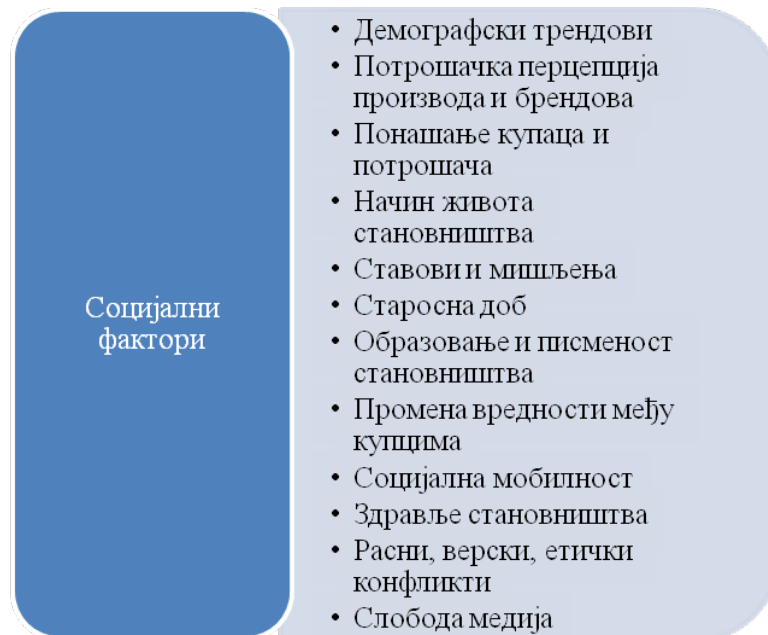 Социјални
фактори
• Демографски трендови
• Потрошачка перцепција
производа и брендова
• Понашање купаца и
потрошача
• Начин живота
становништва
• Ставови и мишљења
• Старосна доб
• Образовање и писменост
становништва
• Промена вредности међу
купцима
• Социјална мобилност
• Здравље становништва
• Расни, верски, етички
конфликти
• Слобода медија